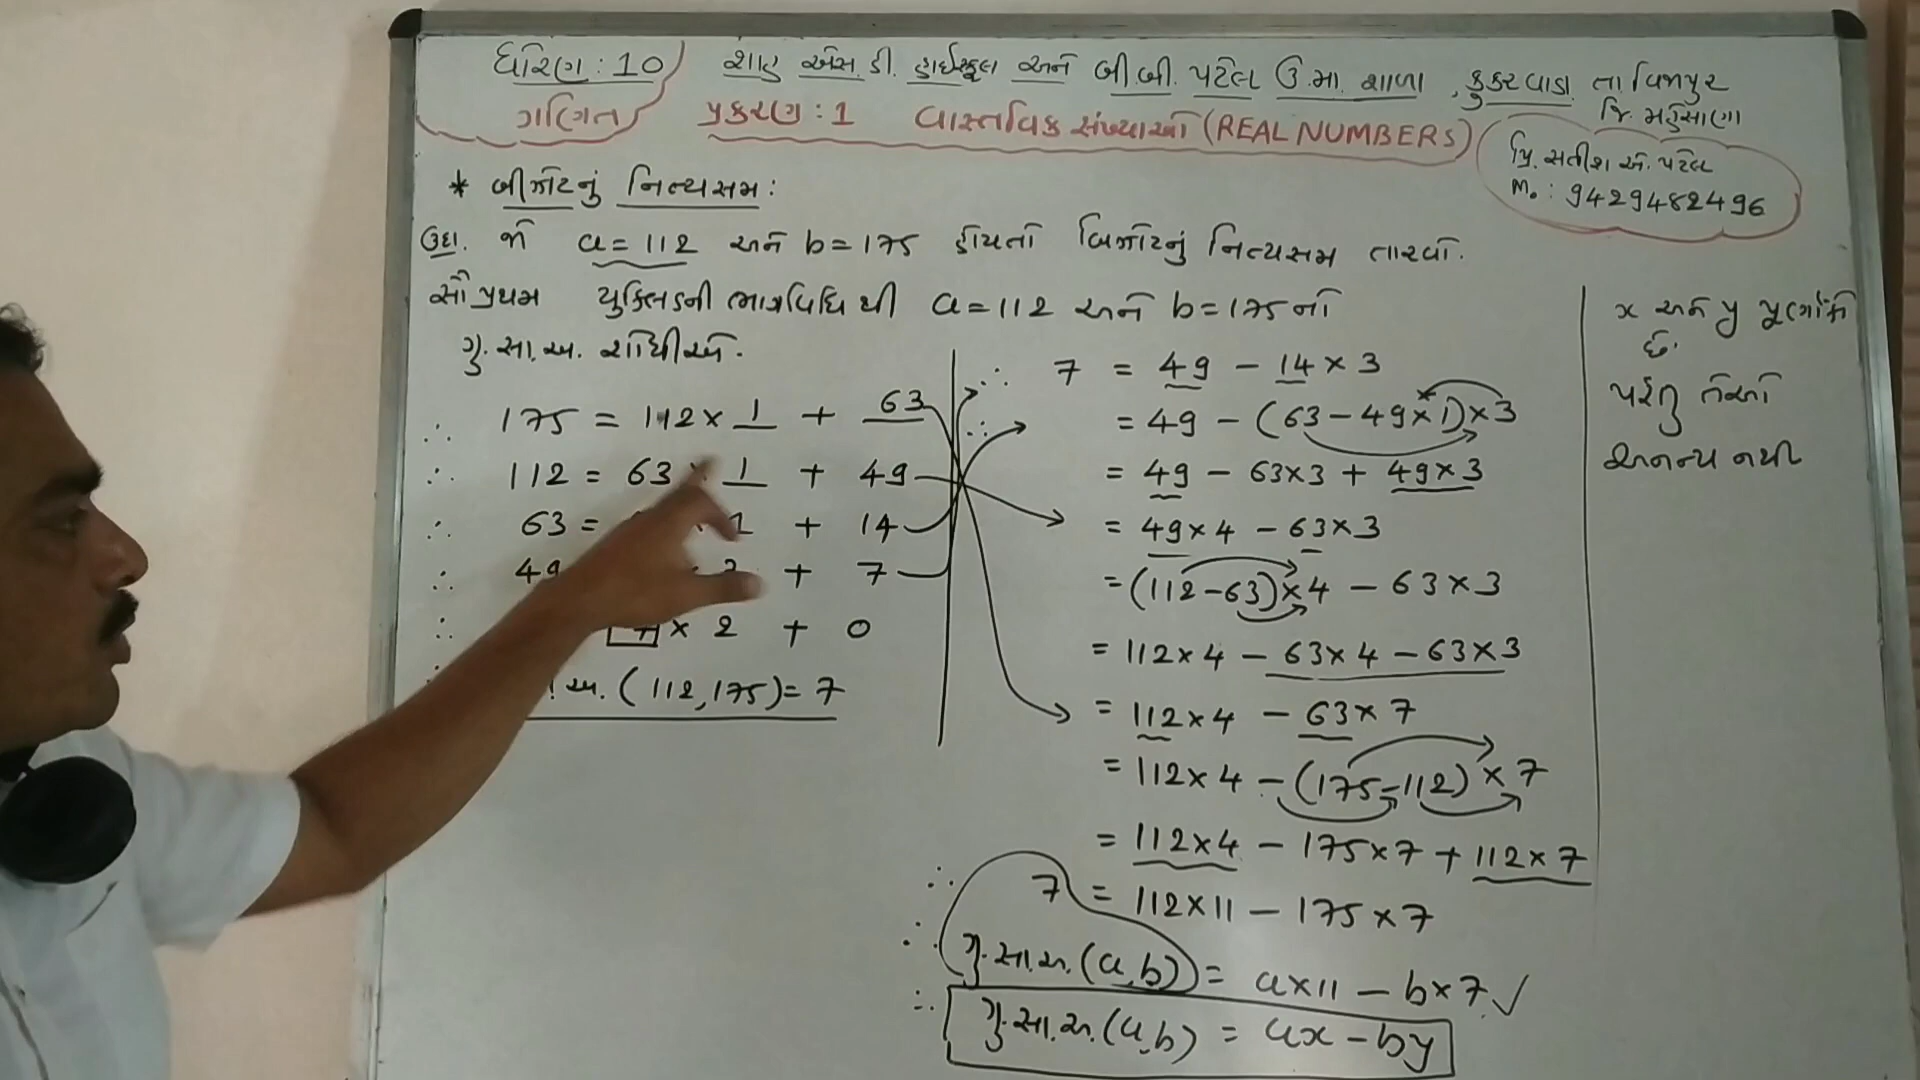 ધોરણ : 10 શાહ એસ. ડી. હાઈસ્કૂલ અને બી.બી. પટેલ ઉ.મા. શાળા, કુકરવાડા તા વિજાપુર
જિ. મહેસાણા
ગણિત પ્રકરણ : 1 વાસ્તવિક સંખ્યાઓ (REAL NUMBERS)
પ્રિ. સતીશ એ. પટેલ
M. : 9429482496
* બીજોટનું નિત્યસમ :
ઉદા. જો a = 112 અને b = 175 હોયતો બિજોટનું નિત્યસમ તારવો.
સૌ પ્રથમ યુક્લિડની ભાગવિધિ થી a = 112 અને b = 175 નો
ગુ. સા. અ. શોધીએ.
∴ 175 = 112 × 1 + 63
∴ 112 = 63 × 1 + 49
∴ 63 = 1 + 14
∴ 49 + 7
∴ × 2 + 0
અ. (112, 175) = 7
∴ 7 = 49 - 14 × 3
∴ = 49 - (63 - 49 × 1) × 3
= 49 - 63 × 3 + 49 × 3
= 49 × 4 - 63 × 3
= (112 - 63) × 4 - 63 × 3
= 112 × 4 - 63 × 4 - 63 × 3
= 112 × 4 - 63 × 7
= 112 × 4 - (175 - 112) × 7
= 112 × 4 - 175 × 7 + 112 × 7
∴ 7 = 112 × 11 - 175 × 7
∴ ગુ. સા. અ. (a, b) = a × 11 - b × 7 ✓
∴ ગુ. સા. અ. (a, b) = ax - by
x અને y પૂર્ણાંક
છે.
પરંતુ તેઓ
અનન્ય નથી